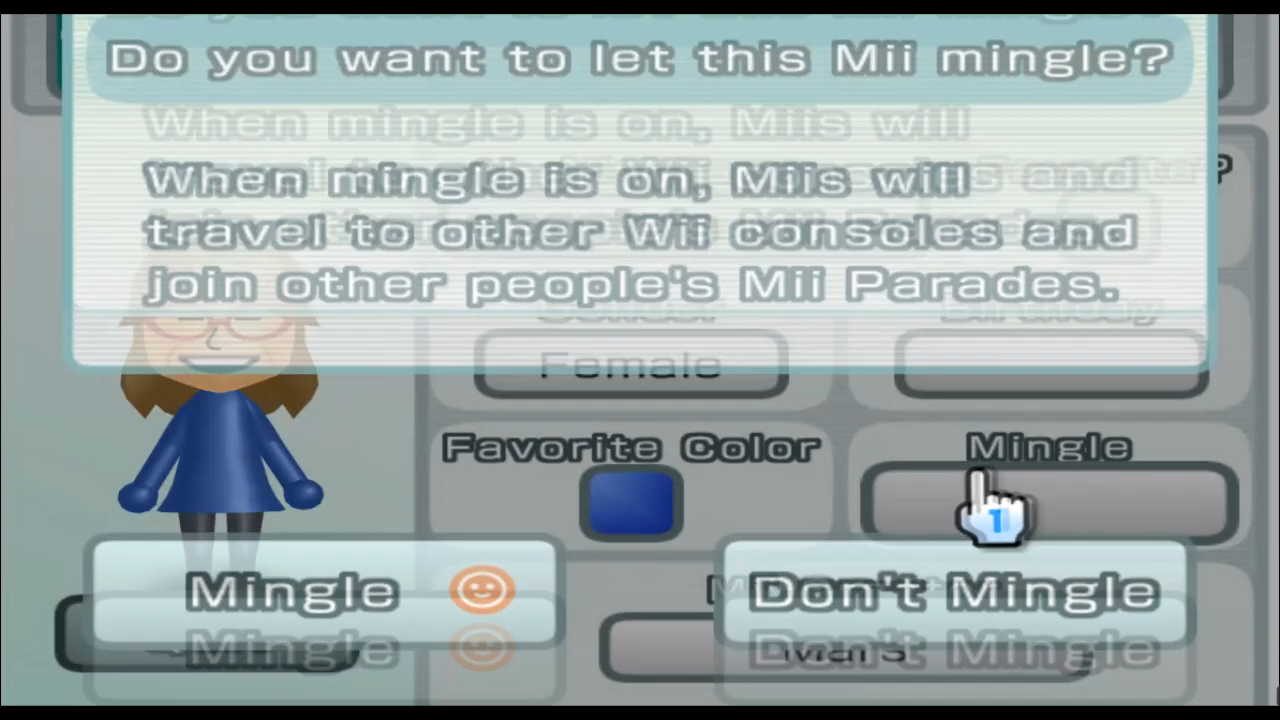 Do you want to let this Mii mingle?
When mingle is on, Miis will
When mingle is on, Miis will
travel to other Wii consoles and
join other people's Mii Parades.
Female
Favorite Color
Mingle
1
Mingle
Don't Mingle
Mingle
Don't Mingle